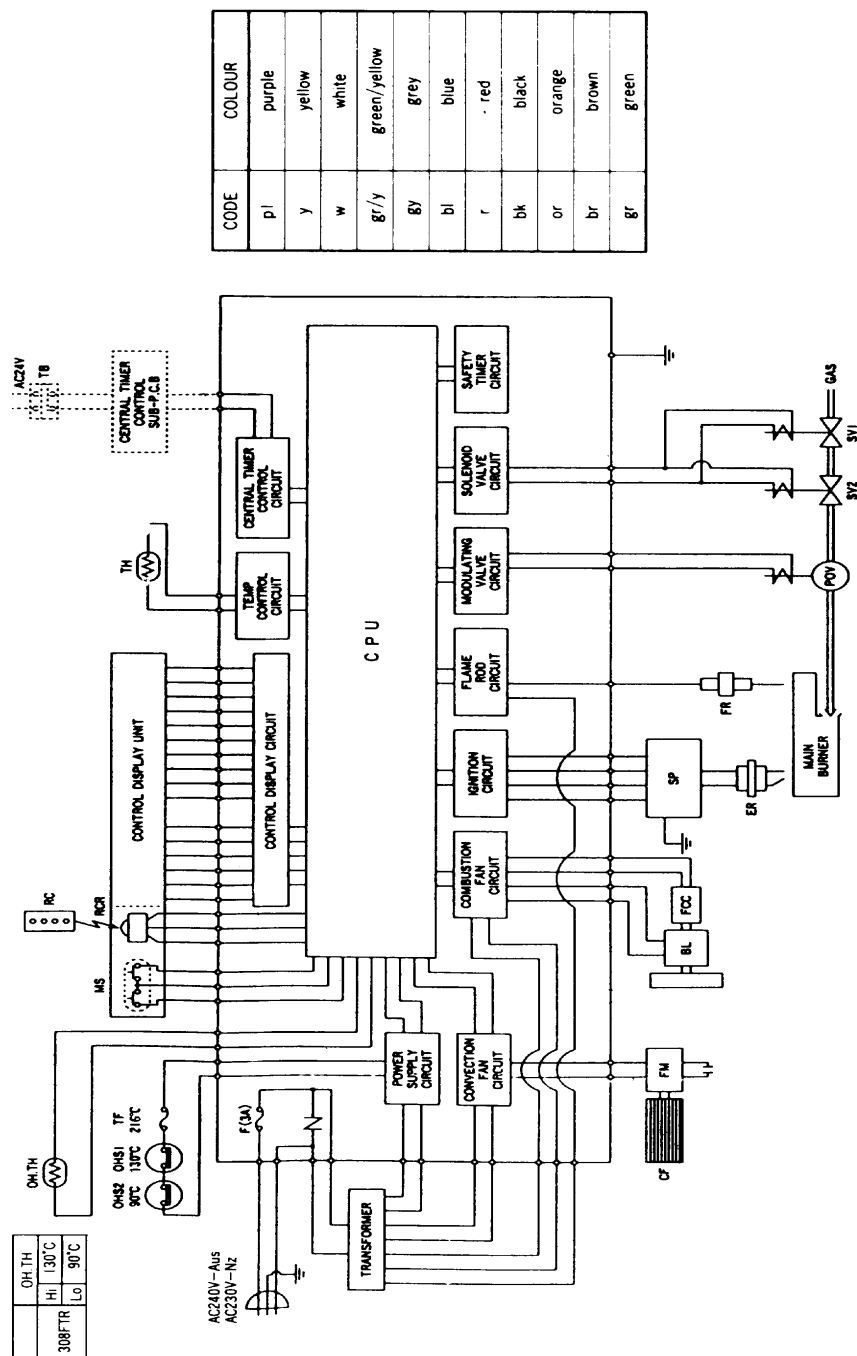 OH.TH
308FTR
Hi
130°C
Lo
90°C
OH.TH
OHS2
90°C
OHS1
130°C
TF
216°C
AC240V-Aus
AC230V-Nz
F(3A)
TRANSFORMER
POWER
SUPPLY
CIRCUIT
CONVECTION
FAN
CIRCUIT
FM
CF
MS
RC
RCR
CONTROL DISPLAY UNIT
CONTROL DISPLAY CIRCUIT
CPU
TH
TEMP
CONTROL
CIRCUIT
AC24V
TB
CENTRAL TIMER
CONTROL
SUB-P.C.B
CENTRAL TIMER
CONTROL
CIRCUIT
COMBUSTION
FAN
CIRCUIT
IGNITION
CIRCUIT
FLAME
ROD
CIRCUIT
MODULATING
VALVE
CIRCUIT
SOLENOID
VALVE
CIRCUIT
SAFETY
TIMER
CIRCUIT
BL
FCC
SP
ER
FR
MAIN
BURNER
POV
SV2
SV1
GAS
CODE COLOUR
pl purple
y yellow
w white
gr/y green/yellow
gy grey
bl blue
r red
bk black
or orange
br brown
gr green